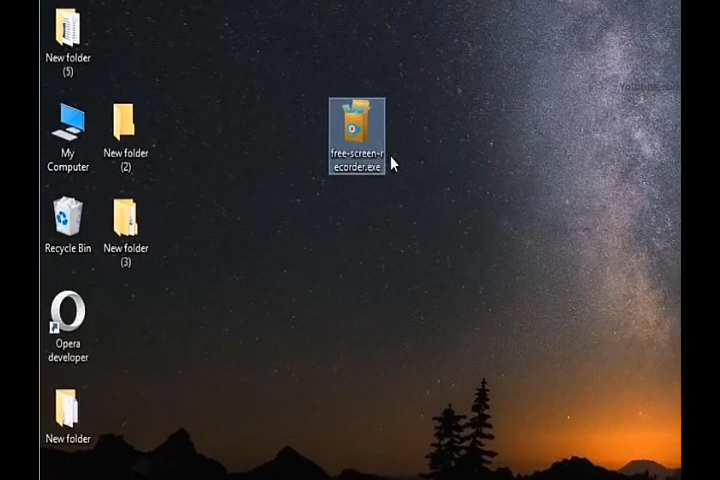 New folder
(5)
My
Computer
New folder
(2)
free-screen-r
ecorder.exe
Recycle Bin
New folder
(3)
Opera
developer
New folder